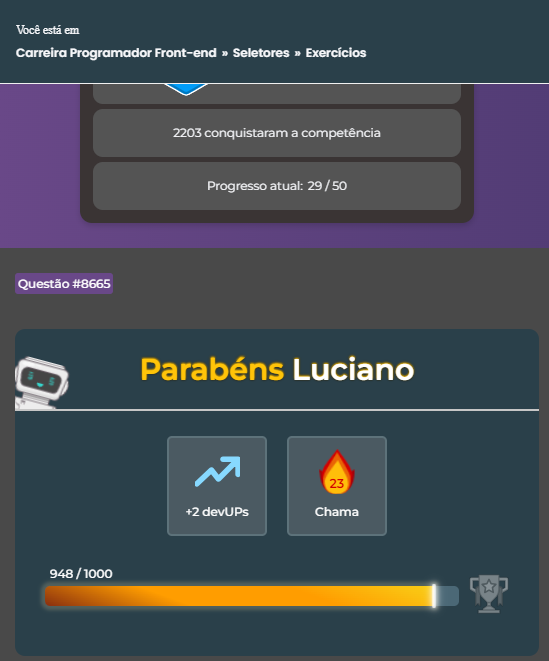 Você está em
Carreira Programador Front-end » Seletores » Exercícios
2203 conquistaram a competência
Progresso atual: 29 / 50
Questão #8665
Parabéns Luciano
+2 devUPs
23
Chama
948 / 1000